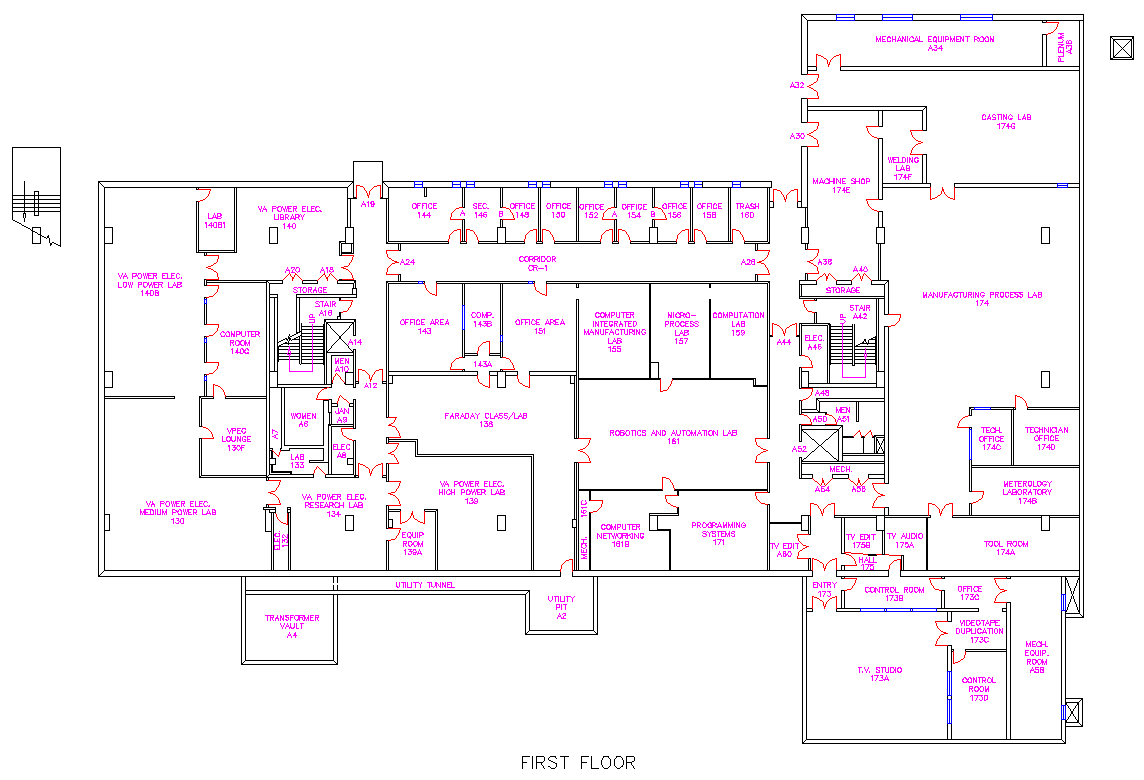 MECHANICAL EQUIPMENT ROOM
A34
PLENIUM
A36
A32
CASTING LAB
174G
A30
WELDING
LAB
174F
MACHINE SHOP
174E
LAB
140B1
VA POWER ELEC.
LIBRARY
140
A19
OFFICE
144
A
SEC.
146
B
OFFICE
148
OFFICE
150
OFFICE
152
A
OFFICE
154
B
OFFICE
156
OFFICE
158
TRASH
160
A24
CORRIDOR
CR-1
A26
A38
A40
A20
A18
STORAGE
STORAGE
VA POWER ELEC.
LOW POWER LAB
140B
MANUFACTURING PROCESS LAB
174
STAIR
A16
UP
STAIR
A42
UP
OFFICE AREA
143
COMP.
143B
OFFICE AREA
151
COMPUTER
INTEGRATED
MANUFACTURING
LAB
155
MICRO-
PROCESS
LAB
157
COMPUTATION
LAB
159
COMPUTER
ROOM
140C
A14
A44
ELEC.
A46
MEN
A10
143A
A12
A48
WOMEN
A6
JAN
A9
FARADAY CLASS/LAB
138
A50
MEN
A51
VPEC
LOUNGE
130F
A7
ELEC
A8
LAB
133
ROBOTICS AND AUTOMATION LAB
161
A52
TECH.
OFFICE
174C
TECHNICIAN
OFFICE
174D
MECH.
A54
A56
METEROLOGY
LABORATORY
174B
VA POWER ELEC.
MEDIUM POWER LAB
130
VA POWER ELEC.
RESEARCH LAB
134
VA POWER ELEC.
HIGH POWER LAB
139
ELEC.
132
EQUIP
ROOM
139A
MECH.
161C
COMPUTER
NETWORKING
161B
PROGRAMMING
SYSTEMS
171
TV EDIT
A60
TV EDIT
175B
TV AUDIO
175A
HALL
175
TOOL ROOM
174A
UTILITY TUNNEL
UTILITY
PIT
A2
TRANSFORMER
VAULT
A4
ENTRY
173
CONTROL ROOM
173B
OFFICE
173C
VIDEOTAPE
DUPLICATION
173C
MECH.
EQUIP.
ROOM
A58
T.V. STUDIO
173A
CONTROL
ROOM
173D
FIRST FLOOR